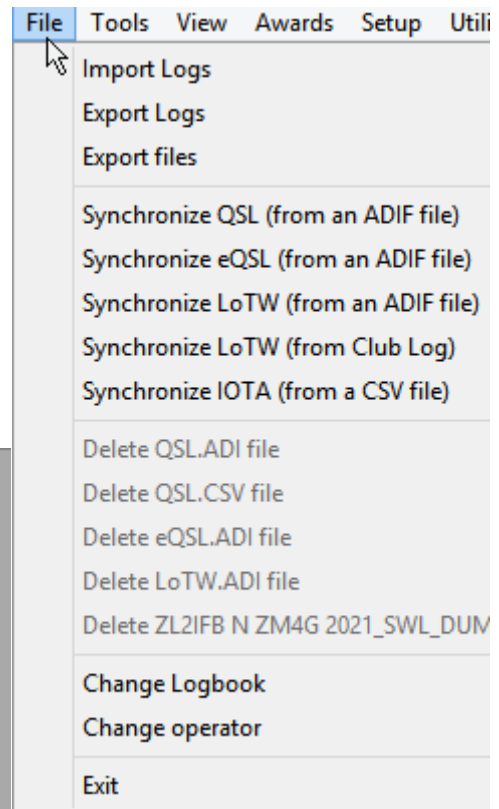 File Tools View Awards Setup Utili
Import Logs
Export Logs
Export files
Synchronize QSL (from an ADIF file)
Synchronize eQSL (from an ADIF file)
Synchronize LoTW (from an ADIF file)
Synchronize LoTW (from Club Log)
Synchronize IOTA (from a CSV file)
Delete QSL.ADI file
Delete QSL.CSV file
Delete eQSL.ADI file
Delete LoTW.ADI file
Delete ZL2IFB N ZM4G 2021_SWL_DUM
Change Logbook
Change operator
Exit